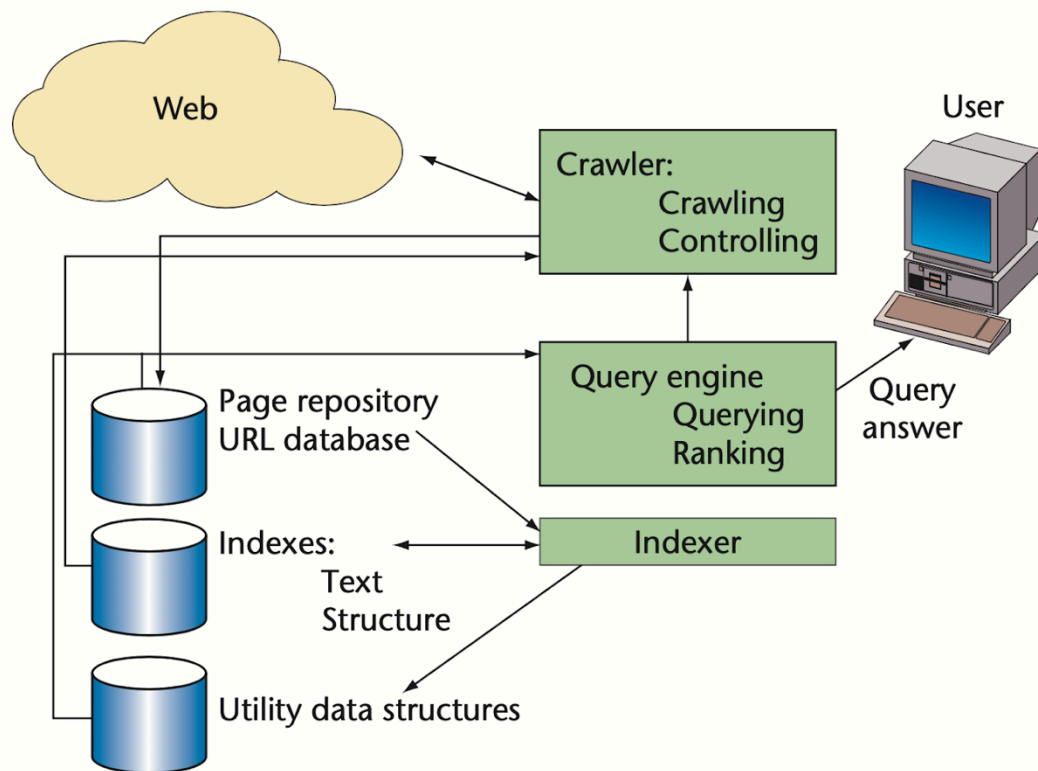 Web
User
Crawler:
Crawling
Controlling
Query engine
Querying
Ranking
Query
answer
Page repository
URL database
Indexes:
Text
Structure
Indexer
Utility data structures